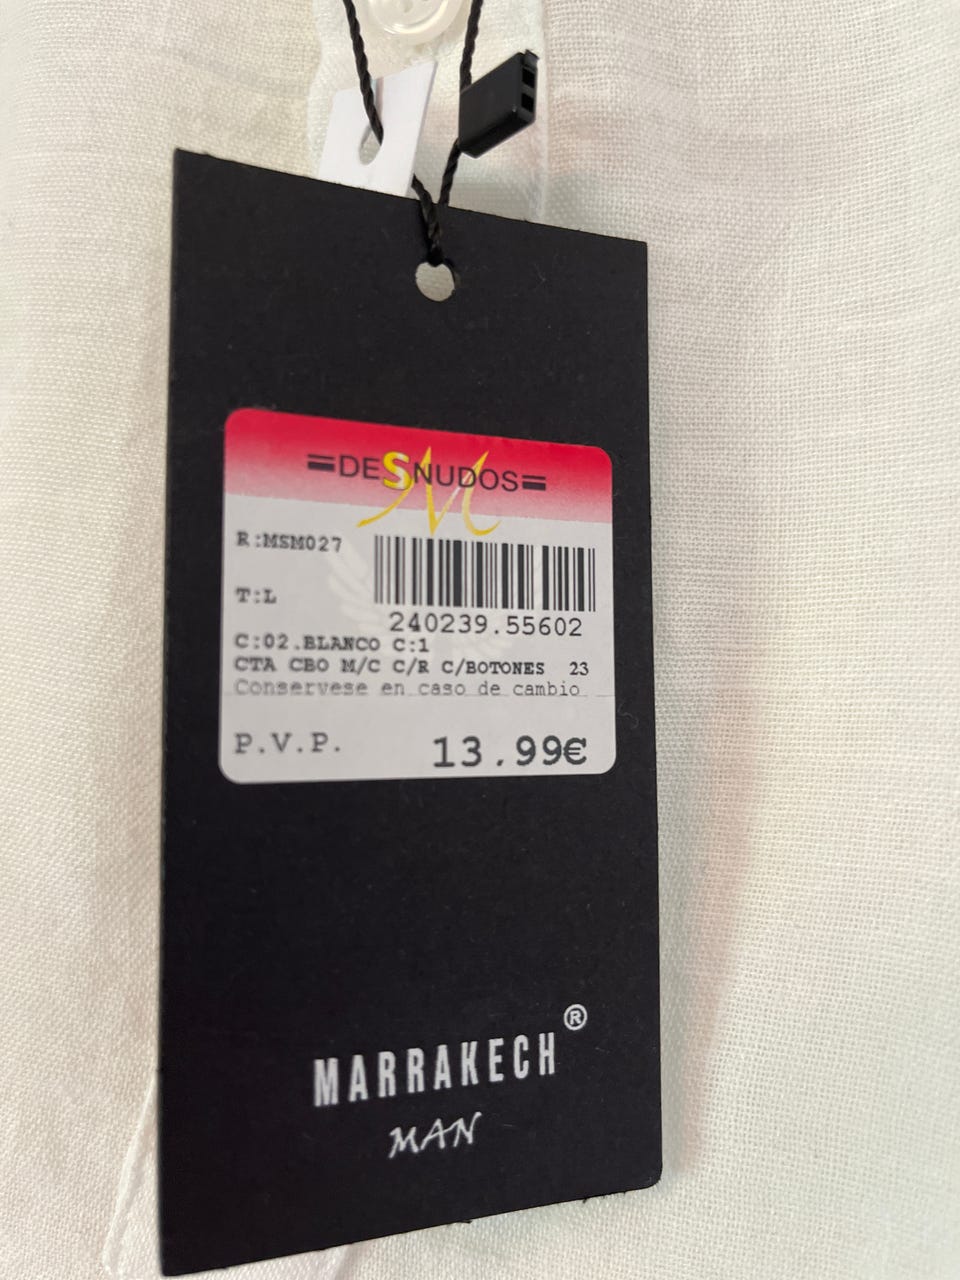 =DESNUDOS=
M
R:MSM027
T:L
240239.55602
C:02.BLANCO C:1
CTA CBO M/C C/R C/BOTONES 23
Conservese en caso de cambio
P.V.P. 13.99€
MARRAKECH®
MAN